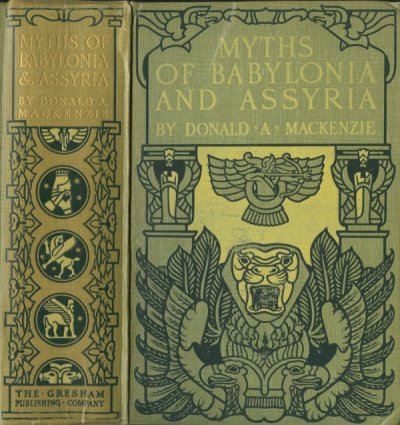 MYTHS OF
BABYLONIA
& ASSYRIA
BY DONALD A.
MACKENZIE
THE · GRESHAM
PUBLISHING · COMPANY
MYTHS
OF BABYLONIA
AND ASSYRIA
BY DONALD · A · MACKENZIE